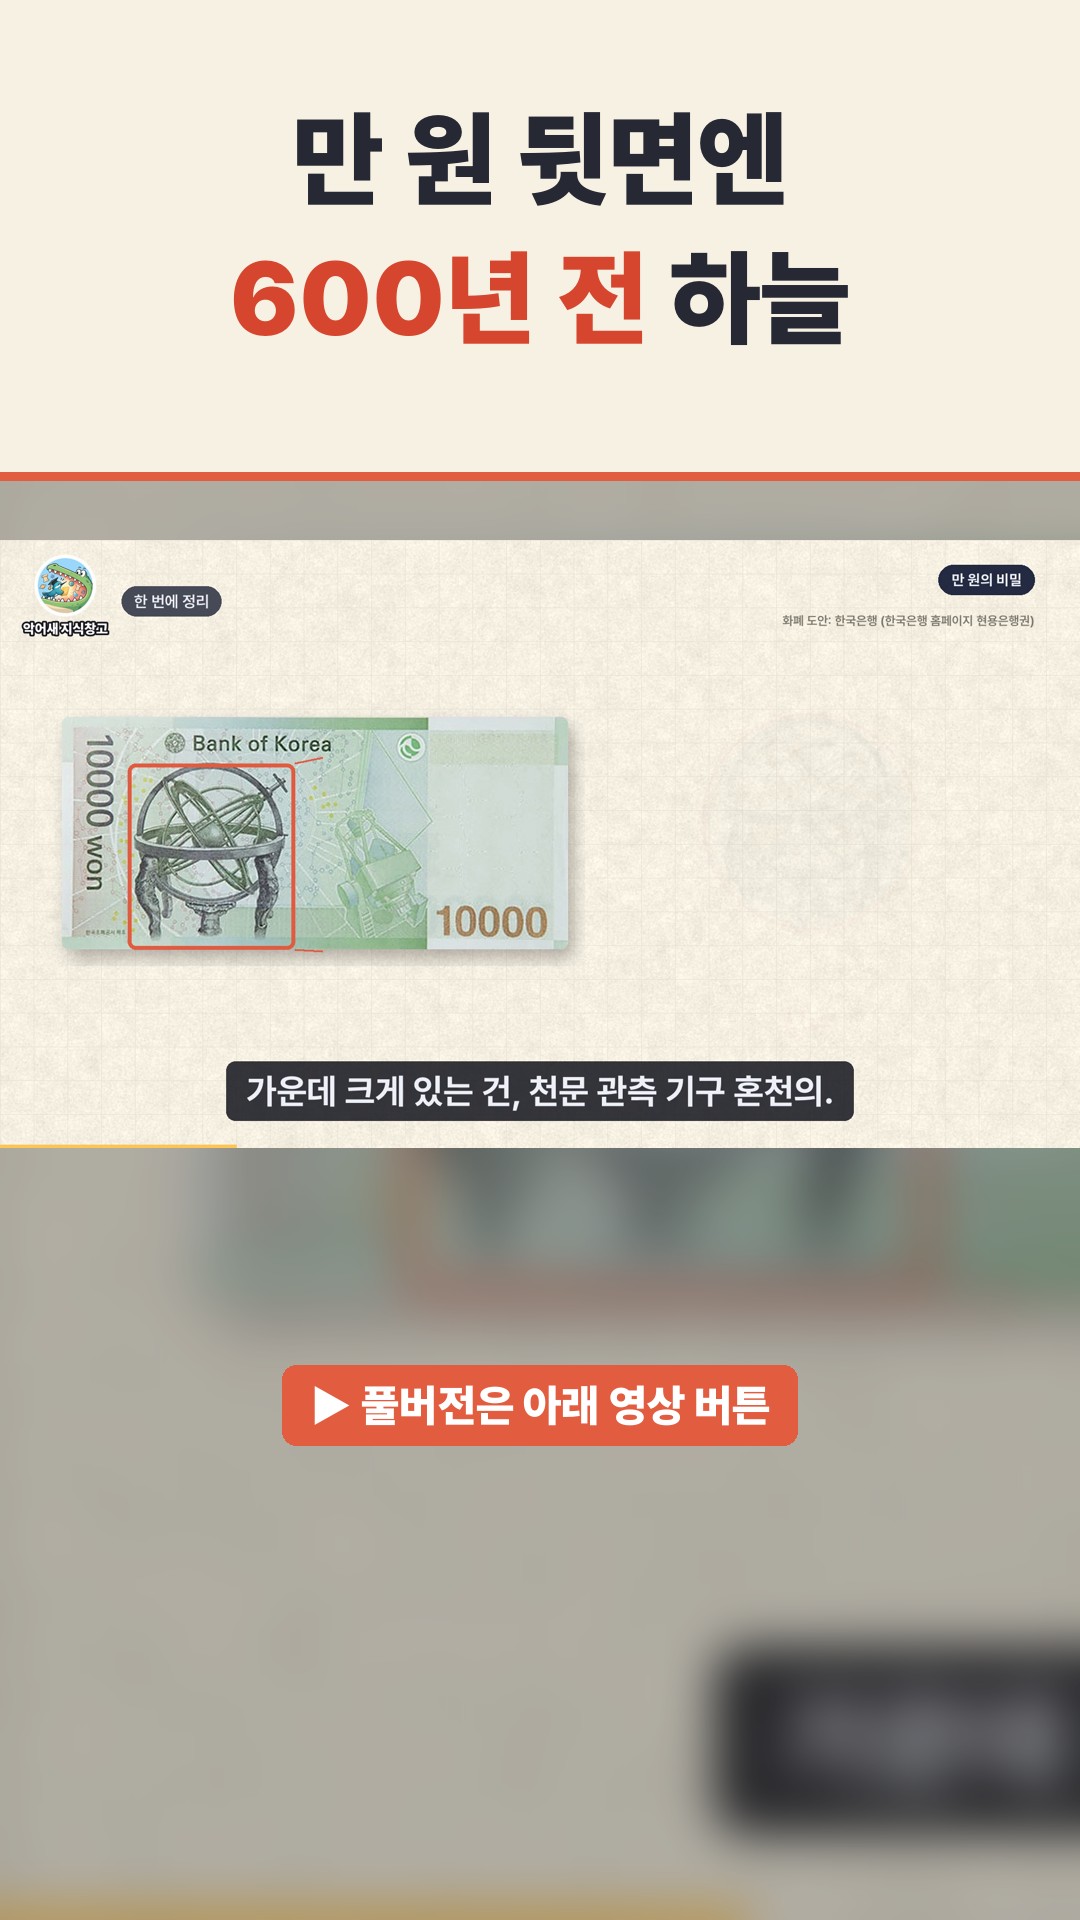 만 원 뒷면엔
600년 전 하늘
악어새 지식창고
한 번에 정리
만 원의 비밀
화폐 도안: 한국은행 (한국은행 홈페이지 현용은행권)
Bank of Korea
10000 won
10000
가운데 크게 있는 건, 천문 관측 기구 혼천의.
▶ 풀버전은 아래 영상 버튼